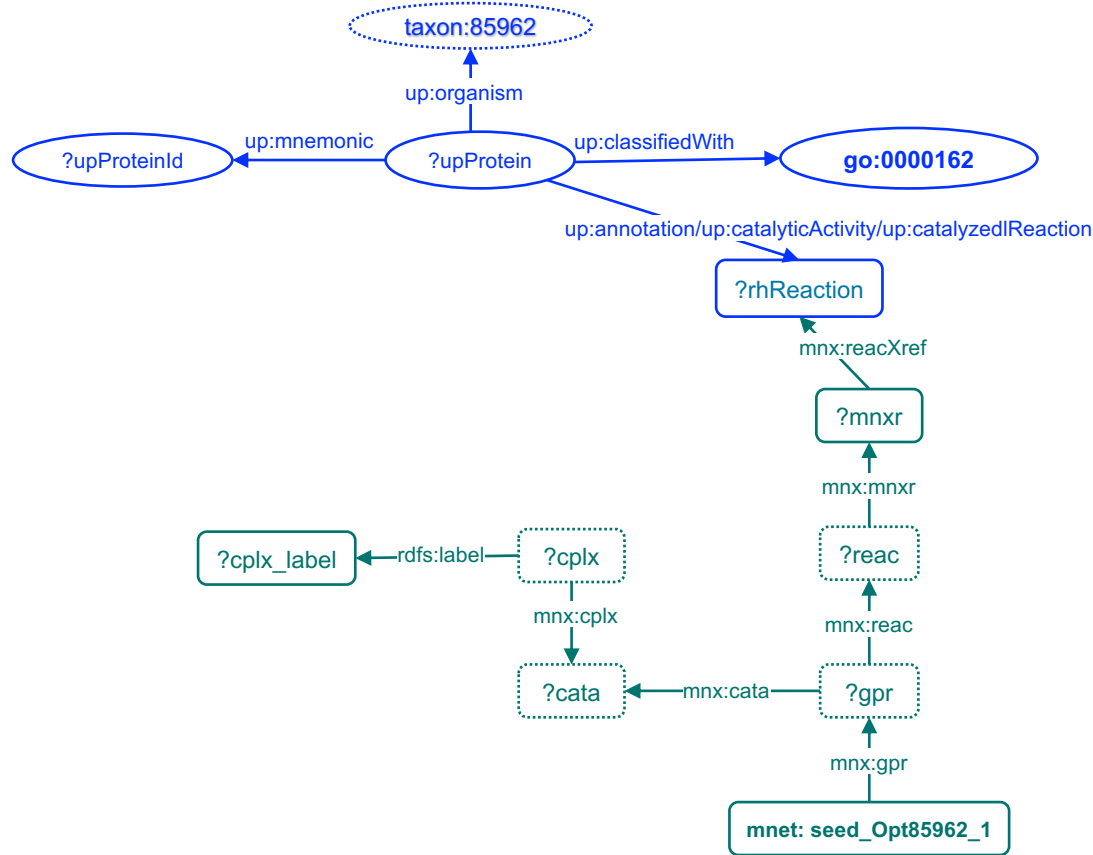 taxon:85962
up:organism
up:mnemonic
up:classifiedWith
?upProteinId
?upProtein
go:0000162
up:annotation/up:catalyticActivity/up:catalyzedlReaction
?rhReaction
mnx:reacXref
?mnxr
mnx:mnxr
?cplx_label
rdfs:label
?cplx
?reac
mnx:cplx
mnx:reac
?cata
mnx:cata
?gpr
mnx:gpr
mnet: seed_Opt85962_1